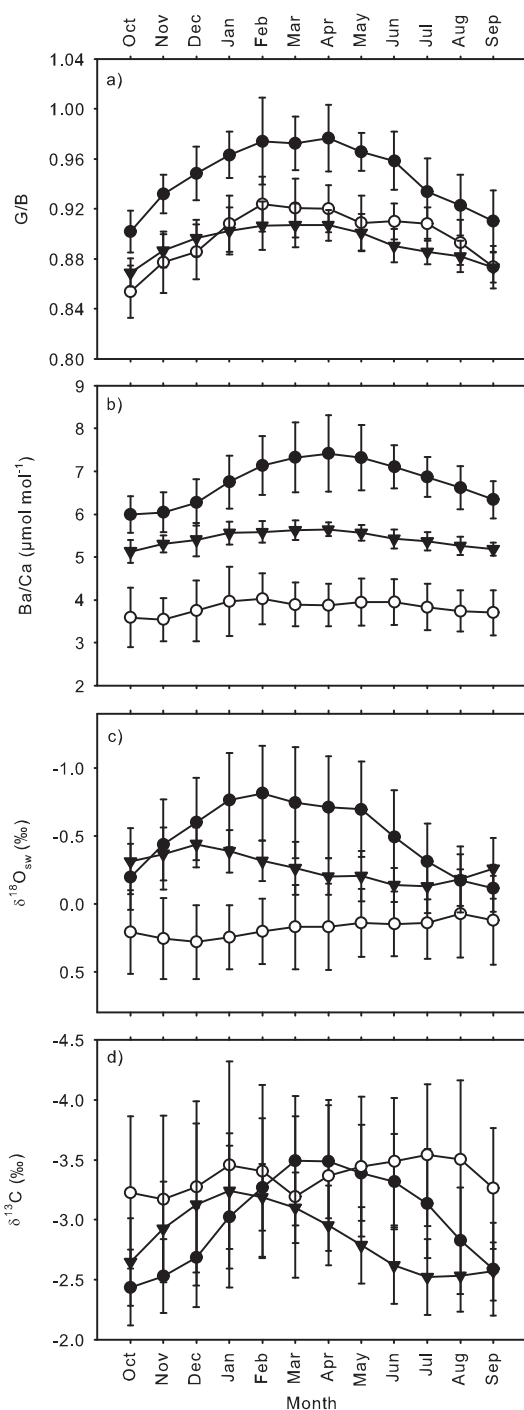 Oct Nov Dec Jan Feb Mar Apr May Jun Jul Aug Sep
a)
1.04
1.00
0.96
0.92
0.88
0.84
0.80
G/B
b)
9
8
7
6
5
4
3
2
Ba/Ca (µmol mol⁻¹)
c)
-1.0
-0.5
0.0
0.5
δ¹⁸O_sw (‰)
d)
-4.5
-4.0
-3.5
-3.0
-2.5
-2.0
δ¹³C (‰)
Oct Nov Dec Jan Feb Mar Apr May Jun Jul Aug Sep
Month